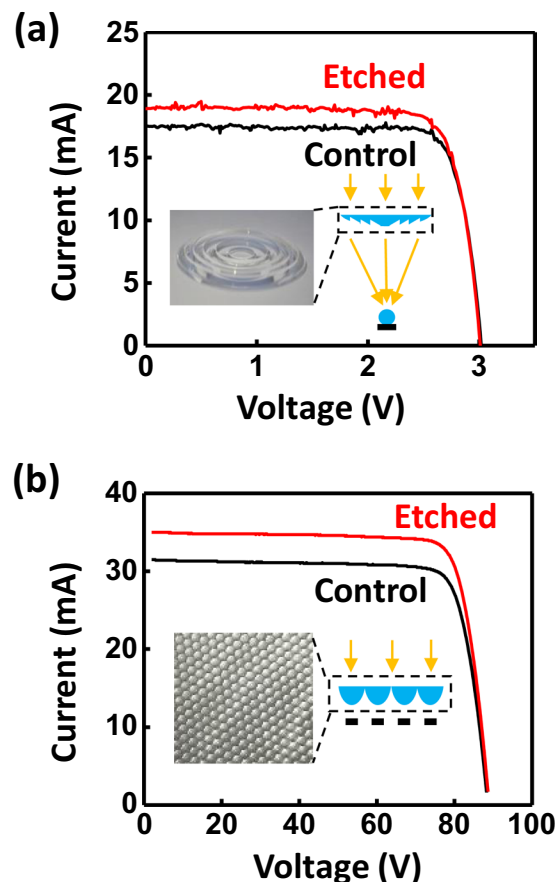 (a)
25
20
15
10
5
0
Current (mA)
Etched
Control
0 1 2 3
Voltage (V)
(b)
40
30
20
10
0
Current (mA)
Etched
Control
0 20 40 60 80 100
Voltage (V)